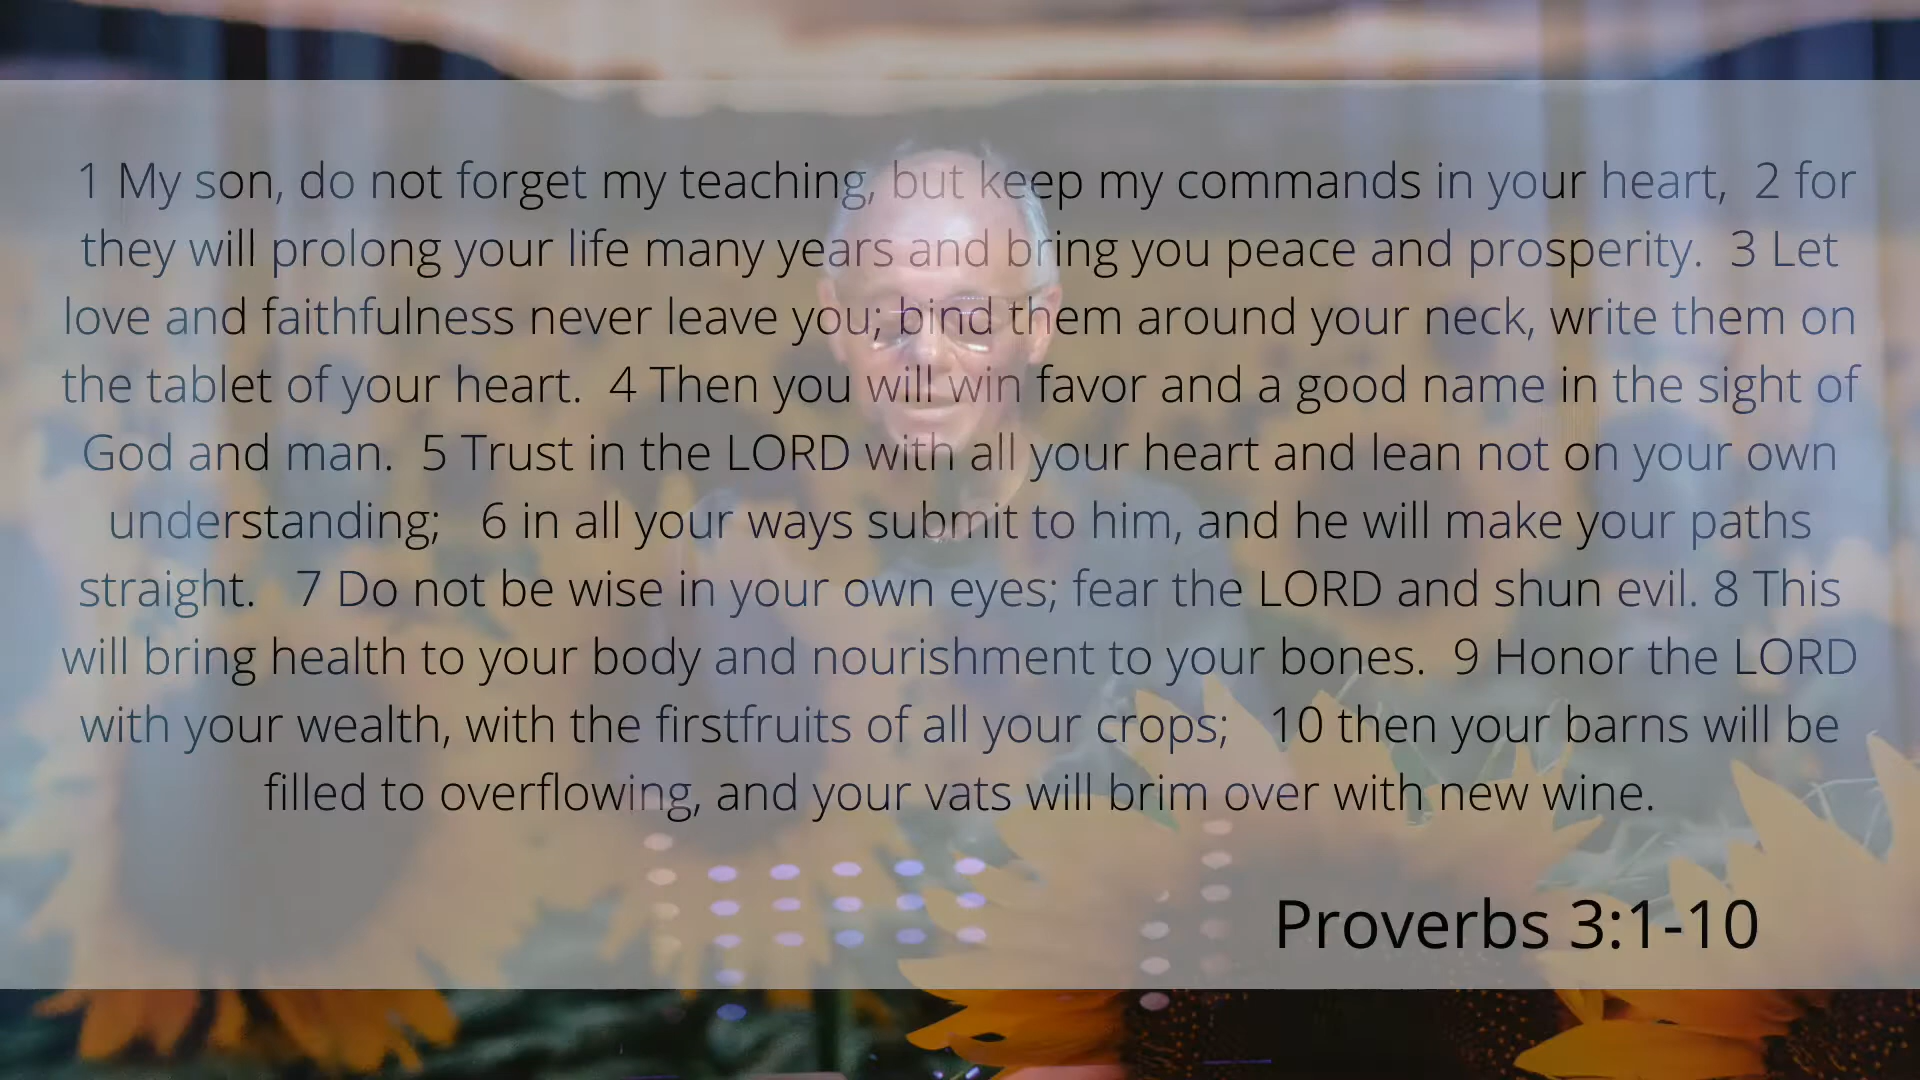 1 My son, do not forget my teaching, but keep my commands in your heart,  2 for
they will prolong your life many years and bring you peace and prosperity.  3 Let
love and faithfulness never leave you; bind them around your neck, write them on
the tablet of your heart.  4 Then you will win favor and a good name in the sight of
God and man.  5 Trust in the LORD with all your heart and lean not on your own
understanding;   6 in all your ways submit to him, and he will make your paths
straight.   7 Do not be wise in your own eyes; fear the LORD and shun evil. 8 This
will bring health to your body and nourishment to your bones.  9 Honor the LORD
with your wealth, with the firstfruits of all your crops;   10 then your barns will be
filled to overflowing, and your vats will brim over with new wine.
Proverbs 3:1-10